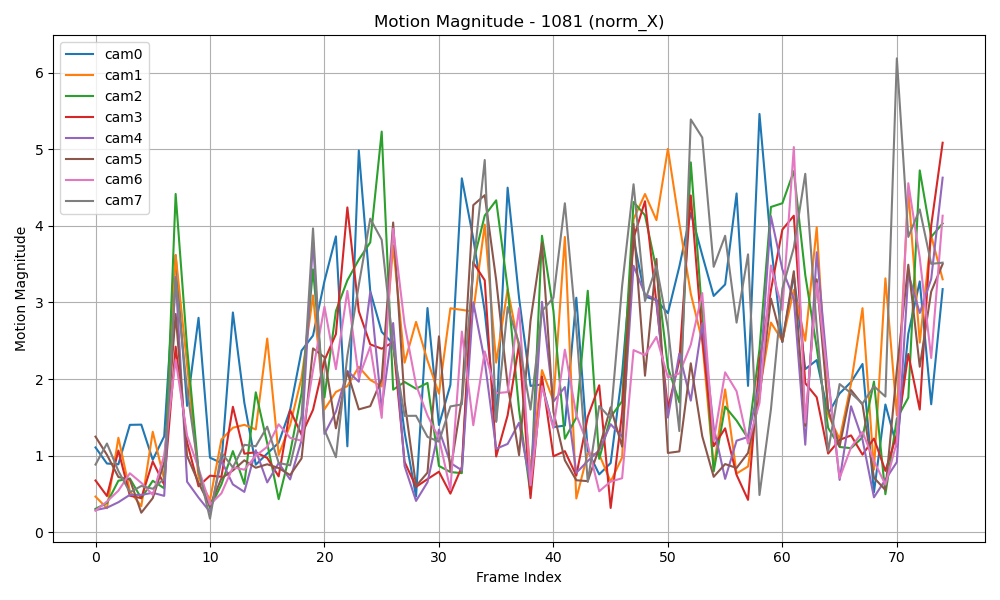 Motion Magnitude - 1081 (norm_X)
cam0
cam1
cam2
cam3
cam4
cam5
cam6
cam7
6
5
4
3
2
1
0
Motion Magnitude
0 10 20 30 40 50 60 70
Frame Index